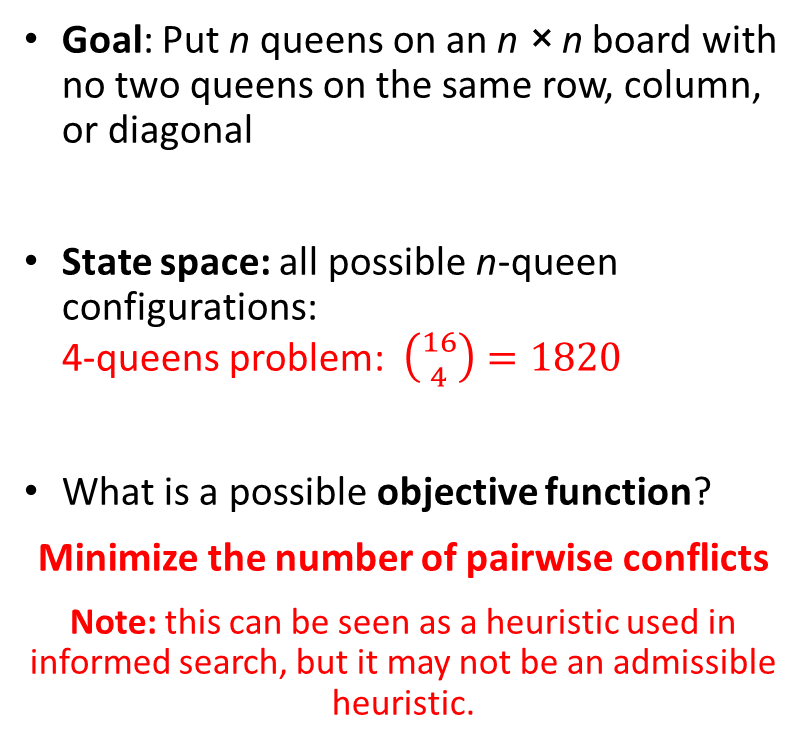 • Goal: Put n queens on an n × n board with
no two queens on the same row, column,
or diagonal
• State space: all possible n-queen
configurations:
4-queens problem: (16 4) = 1820
• What is a possible objective function?
Minimize the number of pairwise conflicts
Note: this can be seen as a heuristic used in
informed search, but it may not be an admissible
heuristic.